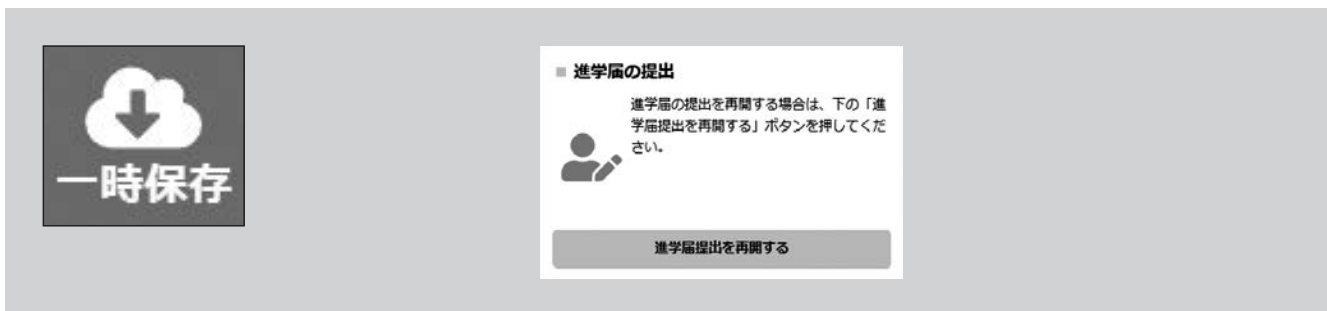 一時保存
進学届の提出
進学届の提出を再開する場合は、下の「進
学届提出を再開する」ボタンを押してくだ
さい。
進学届提出を再開する